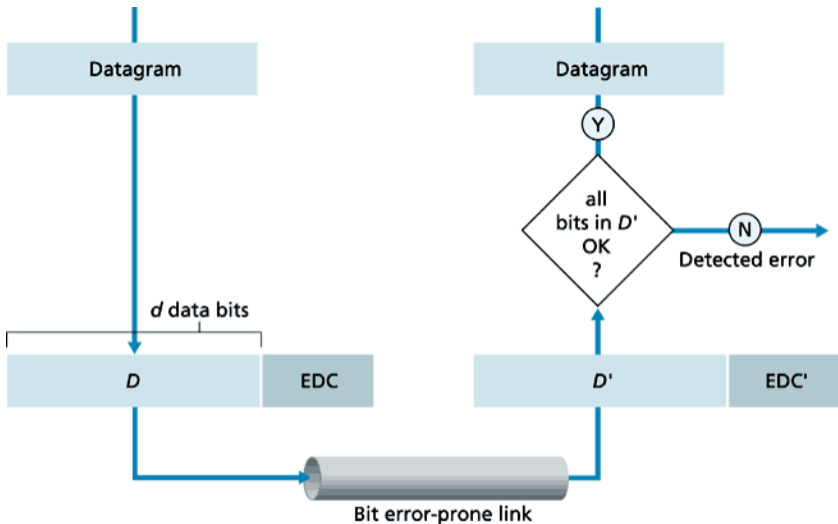 Datagram
Datagram
Y
all
bits in D'
OK
?
N
Detected error
d data bits
D
EDC
D'
EDC'
Bit error-prone link